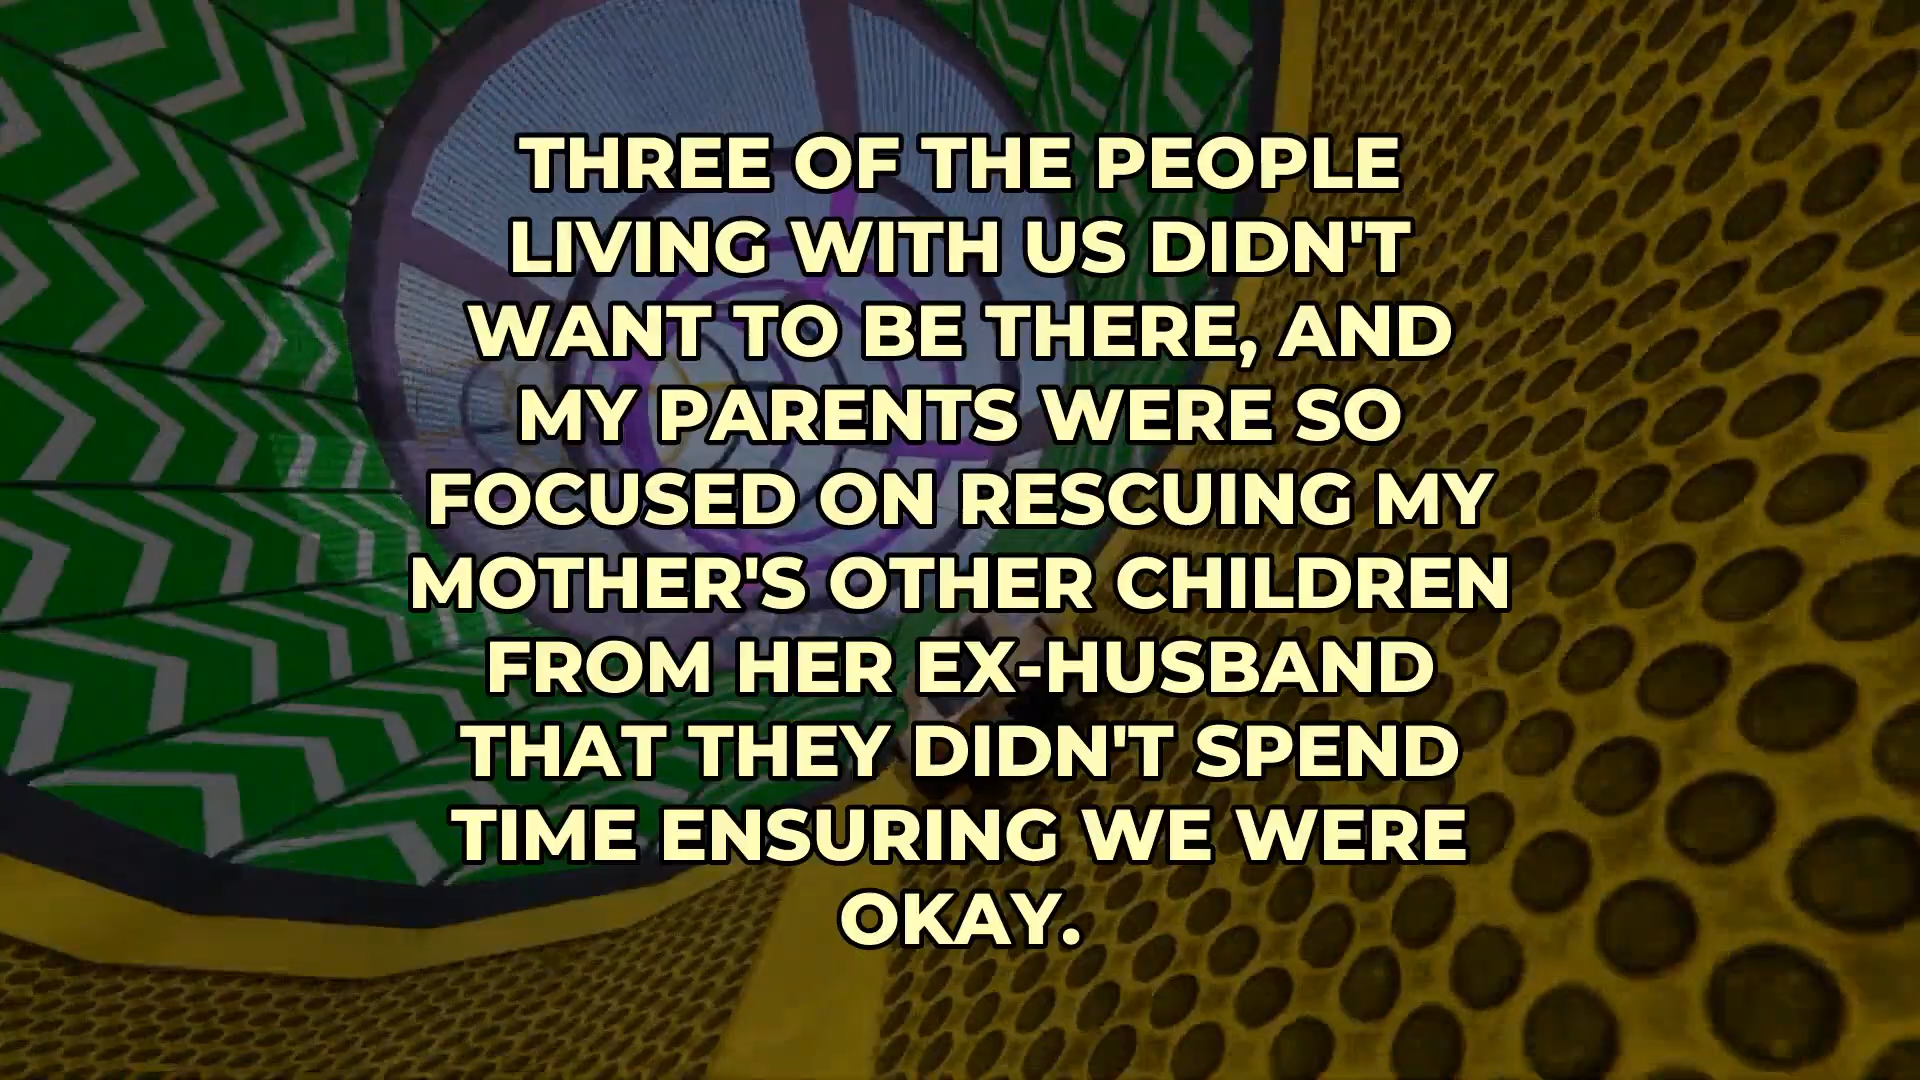 THREE OF THE PEOPLE
LIVING WITH US DIDN'T
WANT TO BE THERE, AND
MY PARENTS WERE SO
FOCUSED ON RESCUING MY
MOTHER'S OTHER CHILDREN
FROM HER EX-HUSBAND
THAT THEY DIDN'T SPEND
TIME ENSURING WE WERE
OKAY.